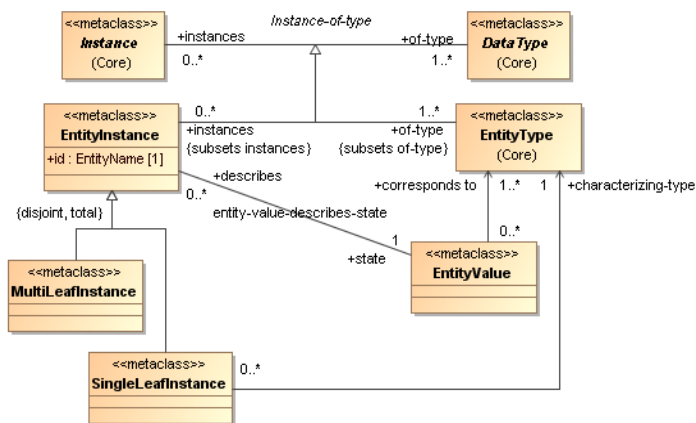 Instance-of-type
<<metaclass>>
Instance
(Core)
+instances
0..*
+of-type
1..*
<<metaclass>>
DataType
(Core)
<<metaclass>>
EntityInstance
+id : EntityName [1]
0..*
+instances
{subsets instances}
1..*
+of-type
{subsets of-type}
<<metaclass>>
EntityType
(Core)
+describes
0..*
entity-value-describes-state
1
+state
+corresponds to
1..*
1
+characterizing-type
0..*
{disjoint, total}
<<metaclass>>
EntityValue
<<metaclass>>
MultiLeafInstance
<<metaclass>>
SingleLeafInstance
0..*